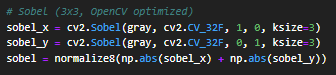 # Sobel (3x3, OpenCV optimized)
sobel_x = cv2.Sobel(gray, cv2.CV_32F, 1, 0, ksize=3)
sobel_y = cv2.Sobel(gray, cv2.CV_32F, 0, 1, ksize=3)
sobel = normalize8(np.abs(sobel_x) + np.abs(sobel_y))